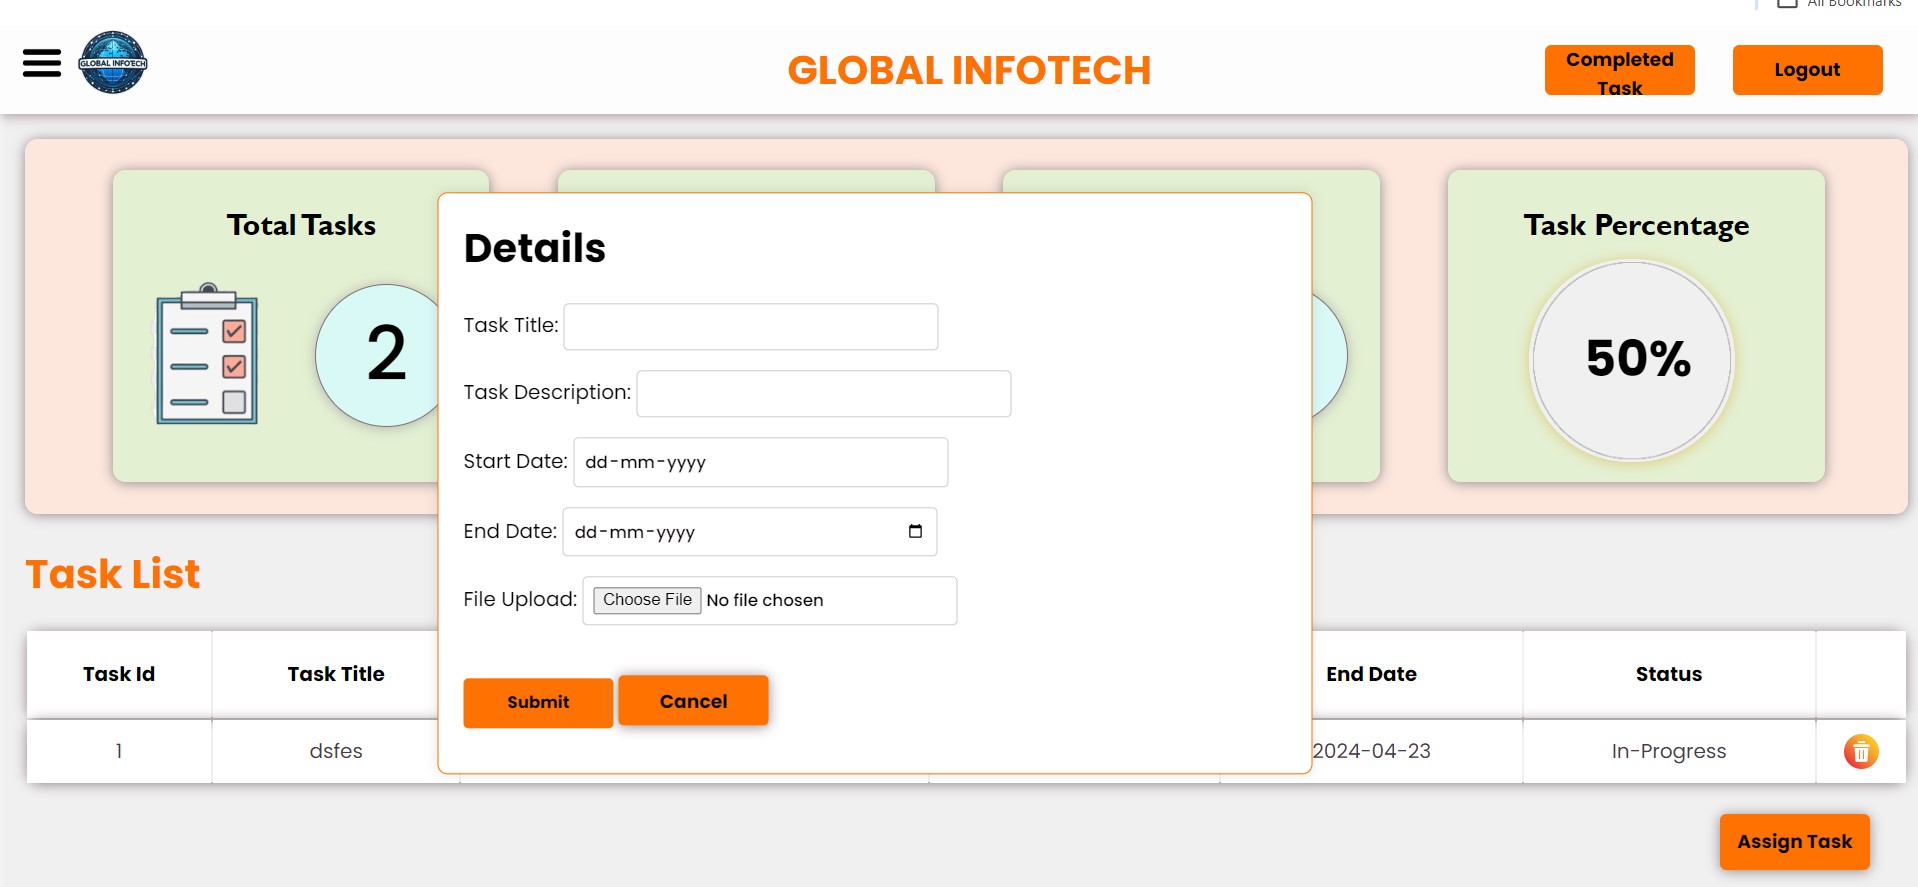 All Bookmarks
GLOBAL INFOTECH
GLOBAL INFOTECH
Completed
Task
Logout
Total Tasks
2
Task Percentage
50%
Details
Task Title:
Task Description:
Start Date: dd-mm-yyyy
End Date: dd-mm-yyyy
File Upload: Choose File No file chosen
Submit Cancel
Task List
Task Id Task Title End Date Status
1 dsfes 2024-04-23 In-Progress
Assign Task